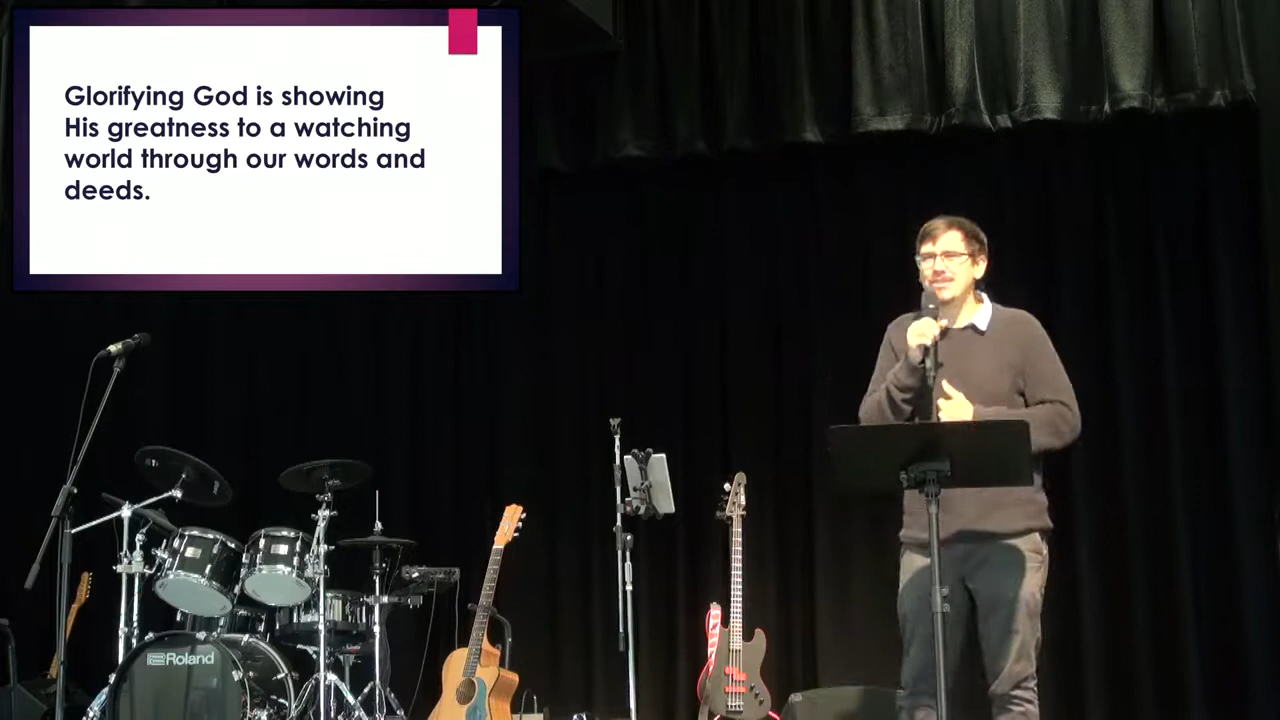 Glorifying God is showing
His greatness to a watching
world through our words and
deeds.
Roland